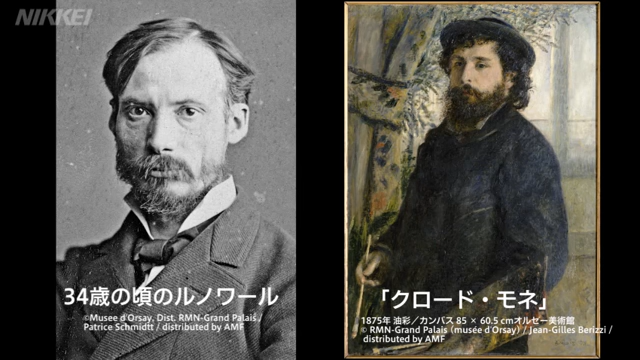 NIKKEI
34歳の頃のルノワール
©Musee d'Orsay, Dist. RMN-Grand Palais /
Patrice Schmidtt / distributed by AMF
「クロード・モネ」
1875年 油彩／カンバス 85 × 60.5 cmオルセー美術館
© RMN-Grand Palais (musée d'Orsay) / Jean-Gilles Berizzi /
distributed by AMF